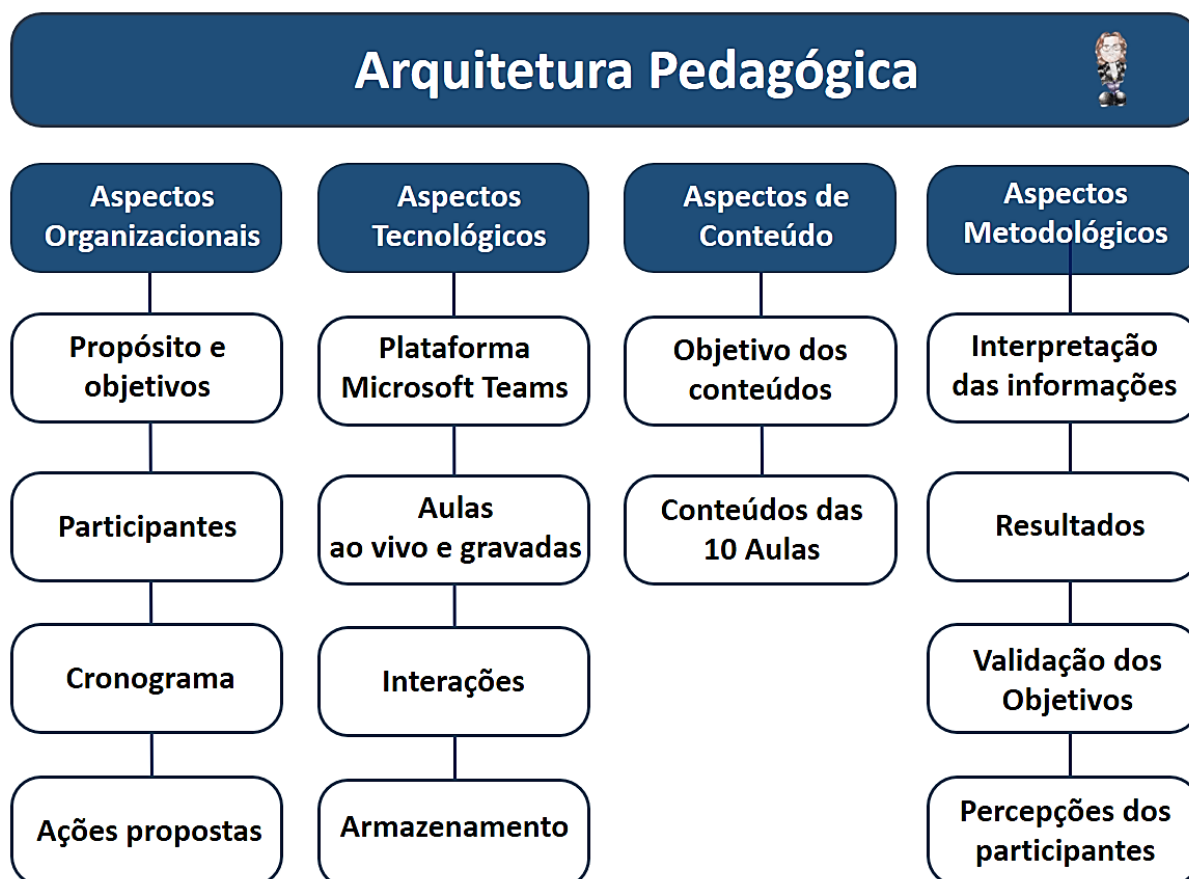 Arquitetura Pedagógica
Aspectos
Organizacionais
Propósito e
objetivos
Participantes
Cronograma
Ações propostas
Aspectos
Tecnológicos
Plataforma
Microsoft Teams
Aulas
ao vivo e gravadas
Interações
Armazenamento
Aspectos de
Conteúdo
Objetivo dos
conteúdos
Conteúdos das
10 Aulas
Aspectos
Metodológicos
Interpretação
das informações
Resultados
Validação dos
Objetivos
Percepções dos
participantes